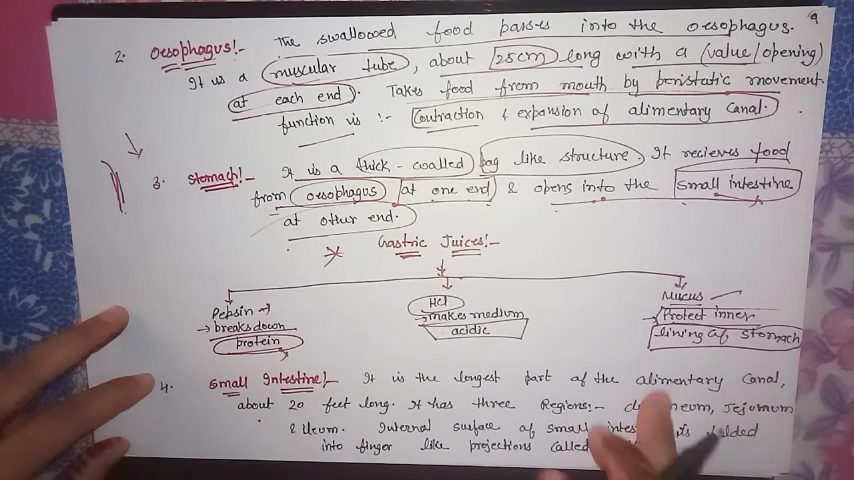 9
2. Oesophagus!- The swallowed food passes into the oesophagus.
It is a muscular tube, about 25cm long with a (value/opening)
at each end. Takes food from mouth by peristatic movement.
function is :- Contraction & expansion of alimentary canal.
3. Stomach!- It is a thick-walled bag like structure. It recieves food
from oesophagus at one end & opens into the small intestine
at other end.
Gastric Juices!-
Pepsin → HCl Mucus
→ breaks down → makes medium → Protect inner
protein acidic lining of stomach
4. Small Intestine!- It is the longest part of the alimentary canal,
about 20 feet long. It has three Regions:- Jejunum
& Ileum. Internal surface of small its folded
into finger like projections called